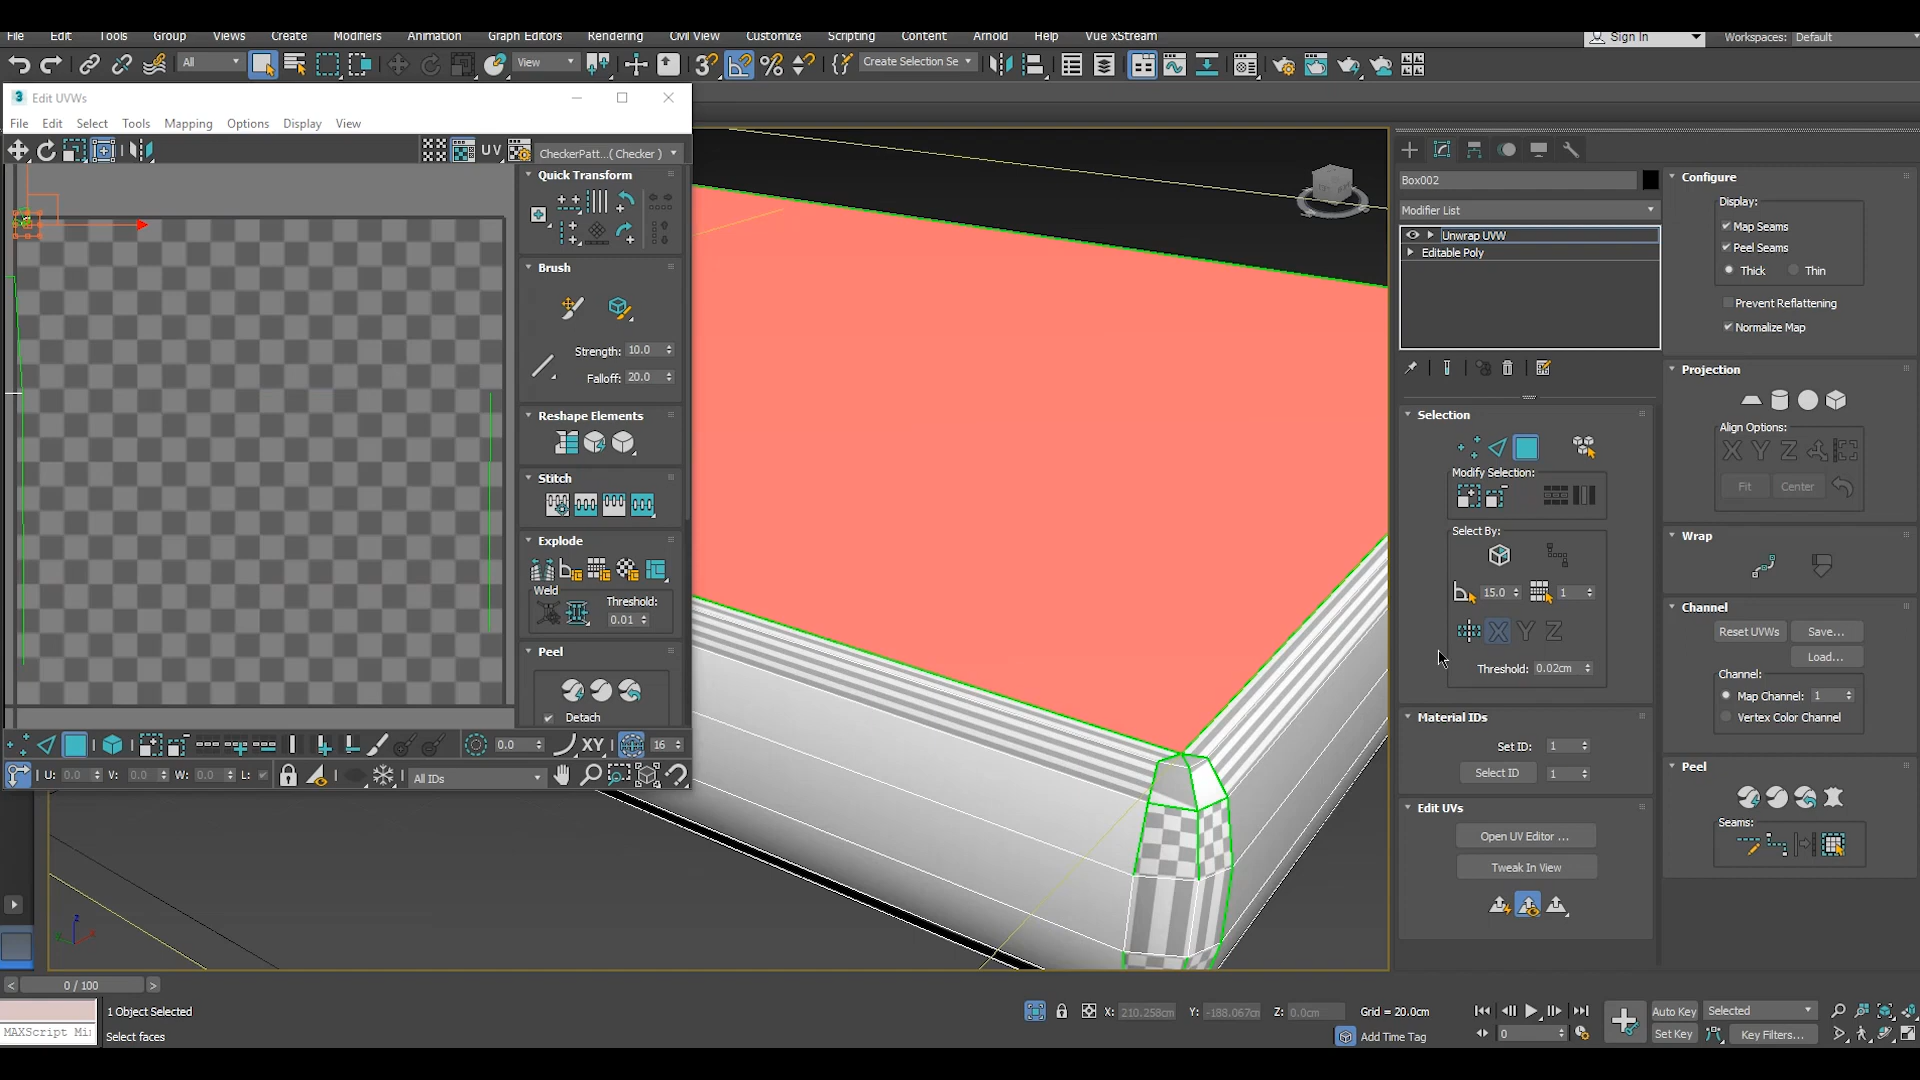 File Edit Tools Group Views Create Modifiers Animation Graph Editors Rendering Civil View Customize Scripting Content Arnold Help Vue xStream
Sign In
Workspaces: Default
All
View
Create Selection Se
3 Edit UVWs
File Edit Select Tools Mapping Options Display View
UV
CheckerPatt...( Checker )
Quick Transform
Brush
Strength: 10.0
Falloff: 20.0
Reshape Elements
Stitch
Explode
Weld
Threshold:
0.01
Peel
Detach
0.0
XY
16
U: 0.0 V: 0.0 W: 0.0 L:
All IDs
Box002
Modifier List
Unwrap UVW
Editable Poly
Selection
Modify Selection:
Select By:
15.0
1
X Y Z
Threshold: 0.02cm
Material IDs
Set ID: 1
Select ID 1
Edit UVs
Open UV Editor ...
Tweak In View
Configure
Display:
Map Seams
Peel Seams
Thick Thin
Prevent Reflattening
Normalize Map
Projection
Align Options:
X Y Z
Fit Center
Wrap
Channel
Reset UVWs Save...
Load...
Channel:
Map Channel: 1
Vertex Color Channel
Peel
Seams:
z
x
< 0 / 100 >
1 Object Selected
MAXScript Mi
Select faces
X: 210.258cm Y: -188.067cm Z: 0.0cm Grid = 20.0cm
Add Time Tag
0
Auto Key Selected
Set Key Key Filters...